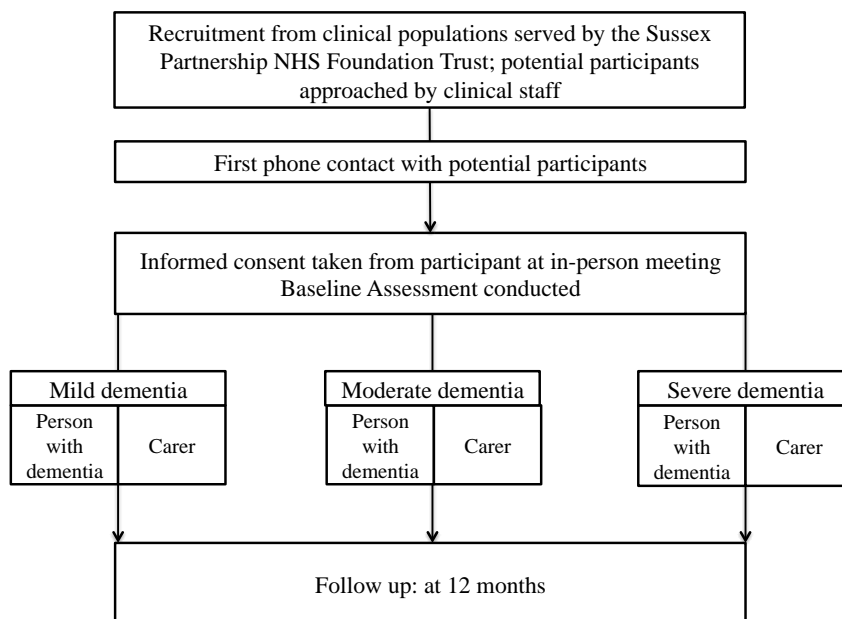 Recruitment from clinical populations served by the Sussex
Partnership NHS Foundation Trust; potential participants
approached by clinical staff
First phone contact with potential participants
Informed consent taken from participant at in-person meeting
Baseline Assessment conducted
Mild dementia
Person
with
dementia
Carer
Moderate dementia
Person
with
dementia
Carer
Severe dementia
Person
with
dementia
Carer
Follow up: at 12 months